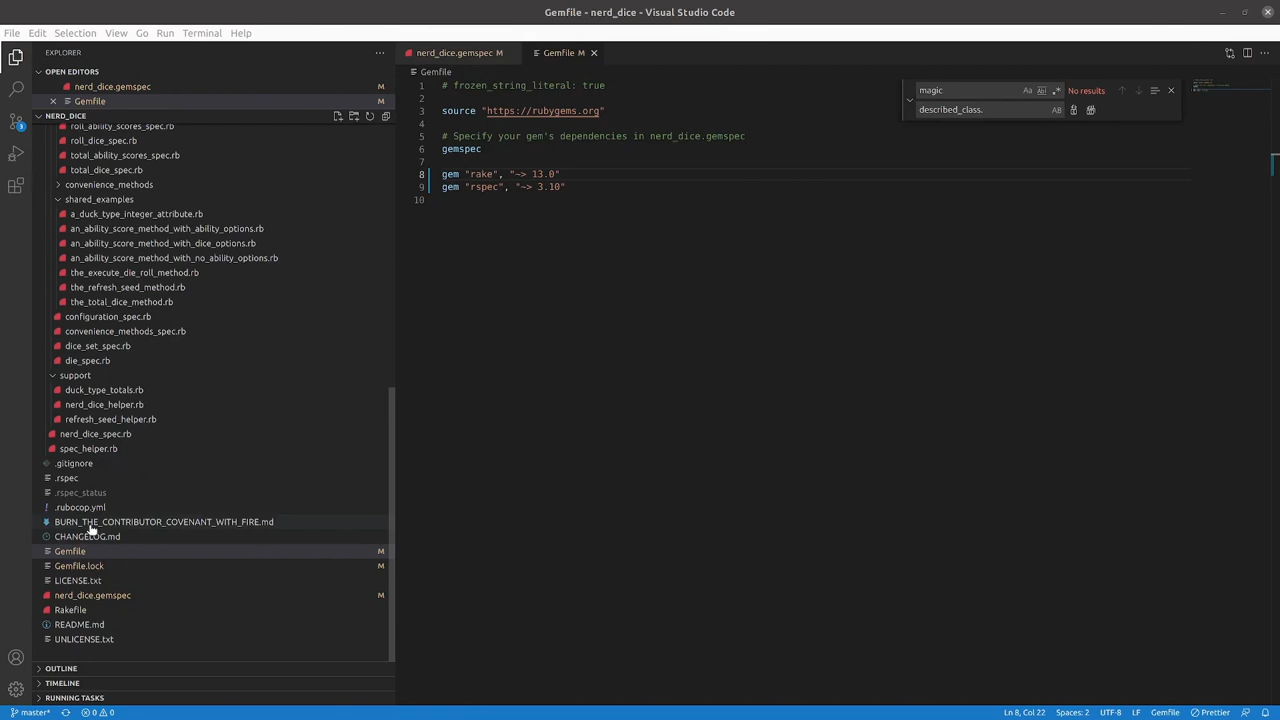 Gemfile - nerd_dice - Visual Studio Code
File Edit Selection View Go Run Terminal Help
EXPLORER
OPEN EDITORS
nerd_dice.gemspec M
Gemfile M
NERD_DICE
roll_ability_scores_spec.rb
roll_dice_spec.rb
total_ability_scores_spec.rb
total_dice_spec.rb
convenience_methods
shared_examples
a_duck_type_integer_attribute.rb
an_ability_score_method_with_ability_options.rb
an_ability_score_method_with_dice_options.rb
an_ability_score_method_with_no_ability_options.rb
the_execute_die_roll_method.rb
the_refresh_seed_method.rb
the_total_dice_method.rb
configuration_spec.rb
convenience_methods_spec.rb
dice_set_spec.rb
die_spec.rb
support
duck_type_totals.rb
nerd_dice_helper.rb
refresh_seed_helper.rb
nerd_dice_spec.rb
spec_helper.rb
.gitignore
.rspec
.rspec_status
.rubocop.yml
BURN_THE_CONTRIBUTOR_COVENANT_WITH_FIRE.md
CHANGELOG.md
Gemfile M
Gemfile.lock M
LICENSE.txt
nerd_dice.gemspec M
Rakefile
README.md
UNLICENSE.txt
OUTLINE
TIMELINE
RUNNING TASKS
3
nerd_dice.gemspec M Gemfile M
Gemfile
1 # frozen_string_literal: true
2
3 source "https://rubygems.org"
4
5 # Specify your gem's dependencies in nerd_dice.gemspec
6 gemspec
7
8 gem "rake", "~> 13.0"
9 gem "rspec", "~> 3.10"
10
magic Aa Ab .* No results
described_class. AB
master* 0 0 Ln 8, Col 22 Spaces: 2 UTF-8 LF Gemfile Prettier